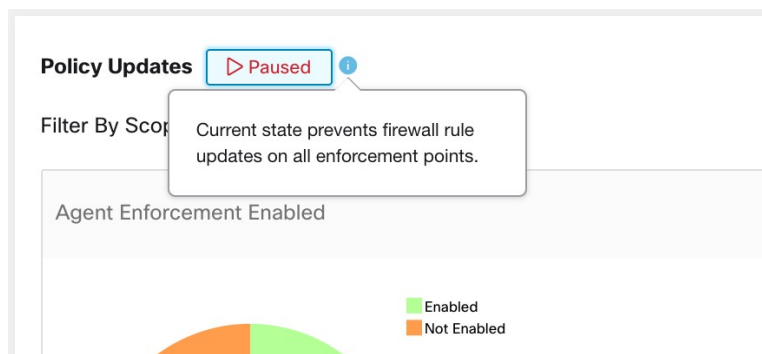 Policy Updates Paused
Current state prevents firewall rule
updates on all enforcement points.
Filter By Scop
Agent Enforcement Enabled
Enabled
Not Enabled